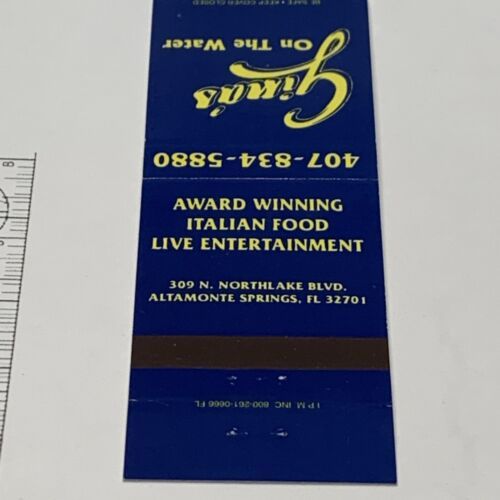 BE SAFE • KEEP COVER CLOSED
Gina's
On The Water
407-834-5880
AWARD WINNING
ITALIAN FOOD
LIVE ENTERTAINMENT
309 N. NORTHLAKE BLVD.
ALTAMONTE SPRINGS, FL 32701
I P M. INC 800-261-0666 FL
8